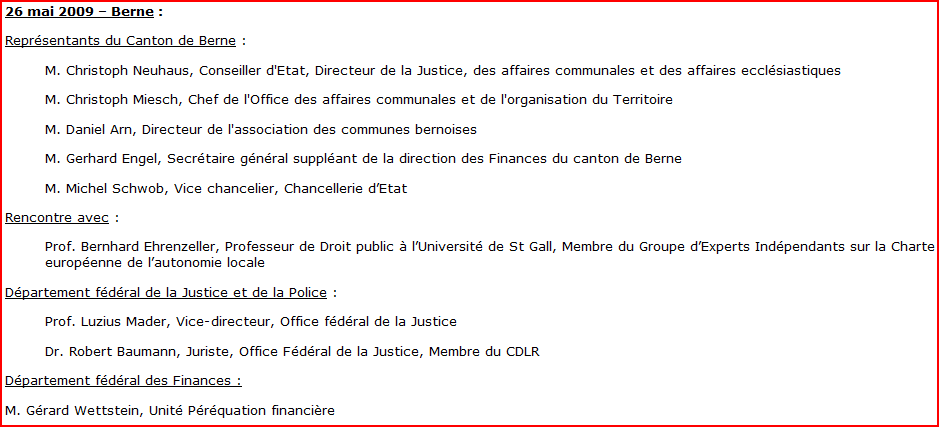 26 mai 2009 – Berne :
Représentants du Canton de Berne :
M. Christoph Neuhaus, Conseiller d'Etat, Directeur de la Justice, des affaires communales et des affaires ecclésiastiques
M. Christoph Miesch, Chef de l'Office des affaires communales et de l'organisation du Territoire
M. Daniel Arn, Directeur de l'association des communes bernoises
M. Gerhard Engel, Secrétaire général suppléant de la direction des Finances du canton de Berne
M. Michel Schwob, Vice chancelier, Chancellerie d’Etat
Rencontre avec :
Prof. Bernhard Ehrenzeller, Professeur de Droit public à l’Université de St Gall, Membre du Groupe d’Experts Indépendants sur la Charte
européenne de l’autonomie locale
Département fédéral de la Justice et de la Police :
Prof. Luzius Mader, Vice-directeur, Office fédéral de la Justice
Dr. Robert Baumann, Juriste, Office Fédéral de la Justice, Membre du CDLR
Département fédéral des Finances :
M. Gérard Wettstein, Unité Péréquation financière